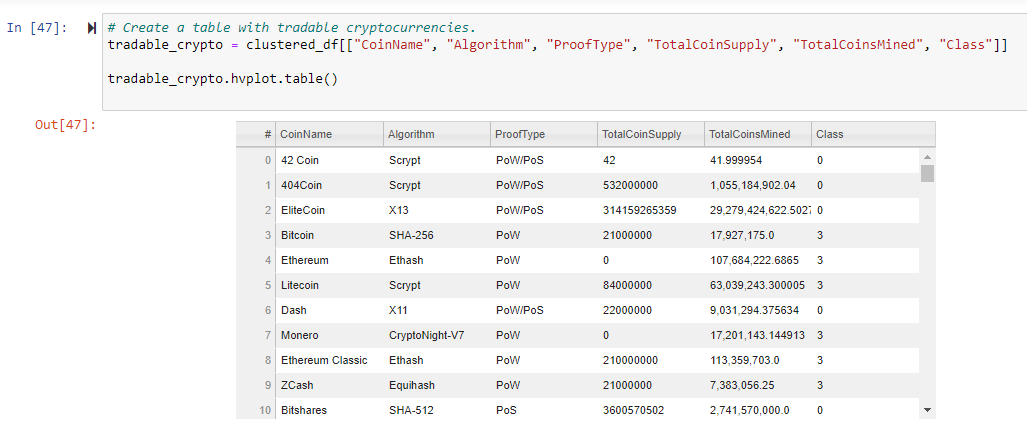 In [47]:
# Create a table with tradable cryptocurrencies.
tradable_crypto = clustered_df[["CoinName", "Algorithm", "ProofType", "TotalCoinSupply", "TotalCoinsMined", "Class"]]
tradable_crypto.hvplot.table()
Out[47]:
# CoinName Algorithm ProofType TotalCoinSupply TotalCoinsMined Class
0 42 Coin Scrypt PoW/PoS 42 41.999954 0
1 404Coin Scrypt PoW/PoS 532000000 1,055,184,902.04 0
2 EliteCoin X13 PoW/PoS 314159265359 29,279,424,622.5027 0
3 Bitcoin SHA-256 PoW 21000000 17,927,175.0 3
4 Ethereum Ethash PoW 0 107,684,222.6865 3
5 Litecoin Scrypt PoW 84000000 63,039,243.300005 3
6 Dash X11 PoW/PoS 22000000 9,031,294.375634 0
7 Monero CryptoNight-V7 PoW 0 17,201,143.144913 3
8 Ethereum Classic Ethash PoW 210000000 113,359,703.0 3
9 ZCash Equihash PoW 21000000 7,383,056.25 3
10 Bitshares SHA-512 PoS 3600570502 2,741,570,000.0 0